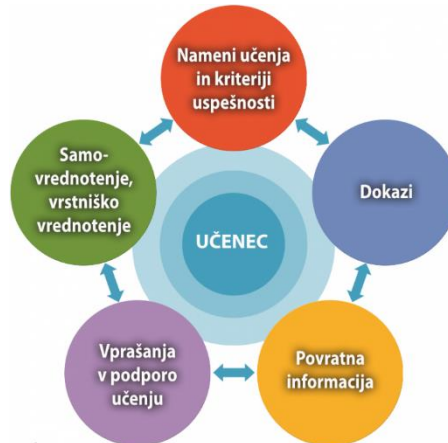 Nameni učenja
in kriteriji
uspešnosti
Samo-
vrednotenje,
vrstniško
vrednotenje
Dokazi
UČENEC
Vprašanja
v podporo
učenju
Povratna
informacija